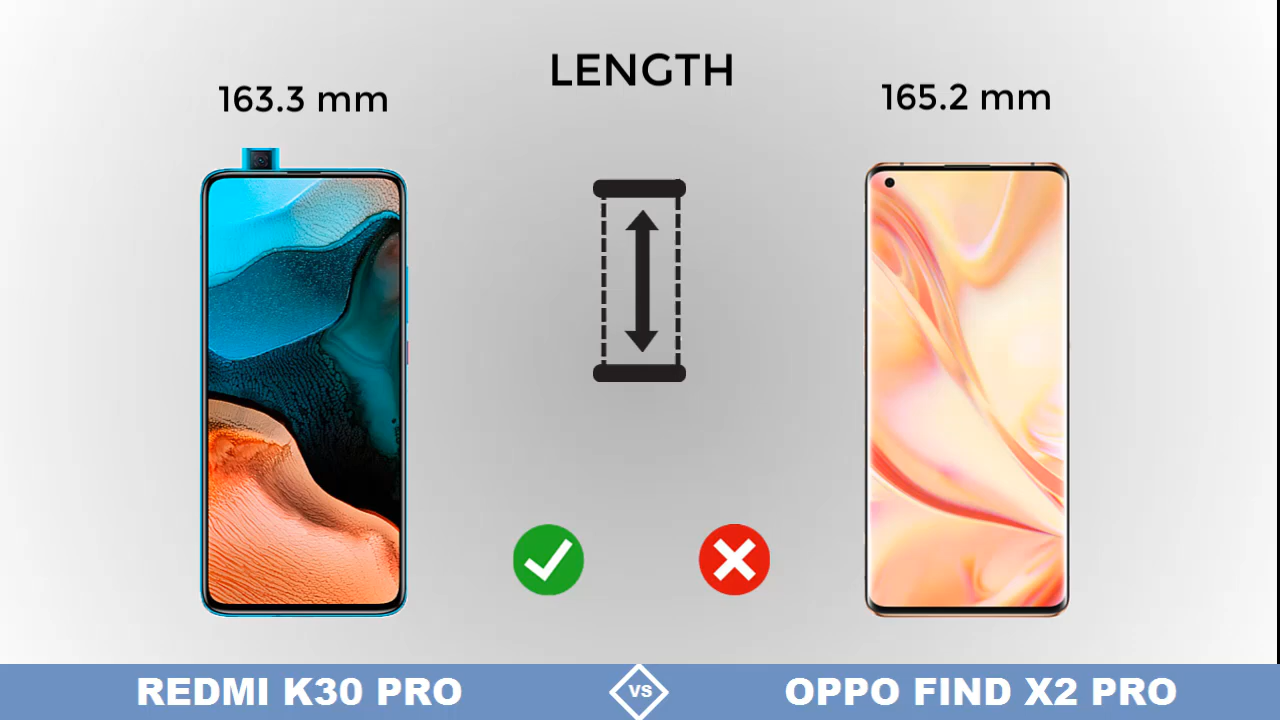 LENGTH
163.3 mm
165.2 mm
REDMI K30 PRO
VS
OPPO FIND X2 PRO